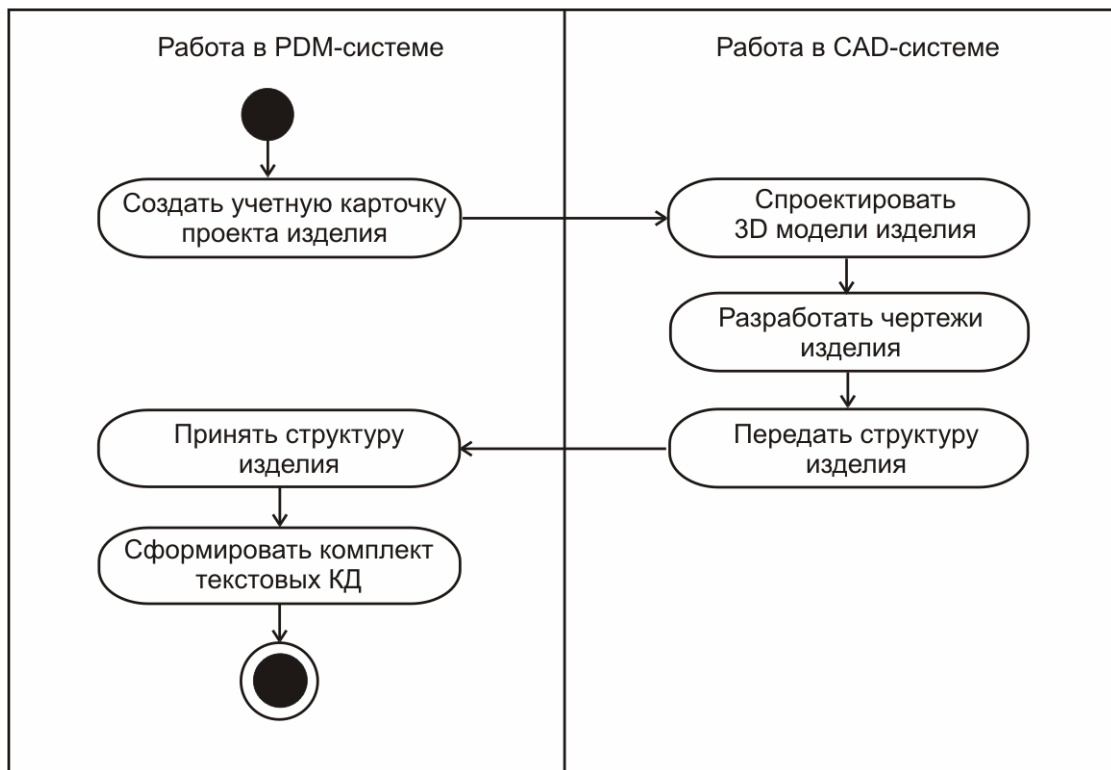 Работа в PDM-системе
Работа в CAD-системе
Создать учетную карточку
проекта изделия
Спроектировать
3D модели изделия
Разработать чертежи
изделия
Передать структуру
изделия
Принять структуру
изделия
Сформировать комплект
текстовых КД